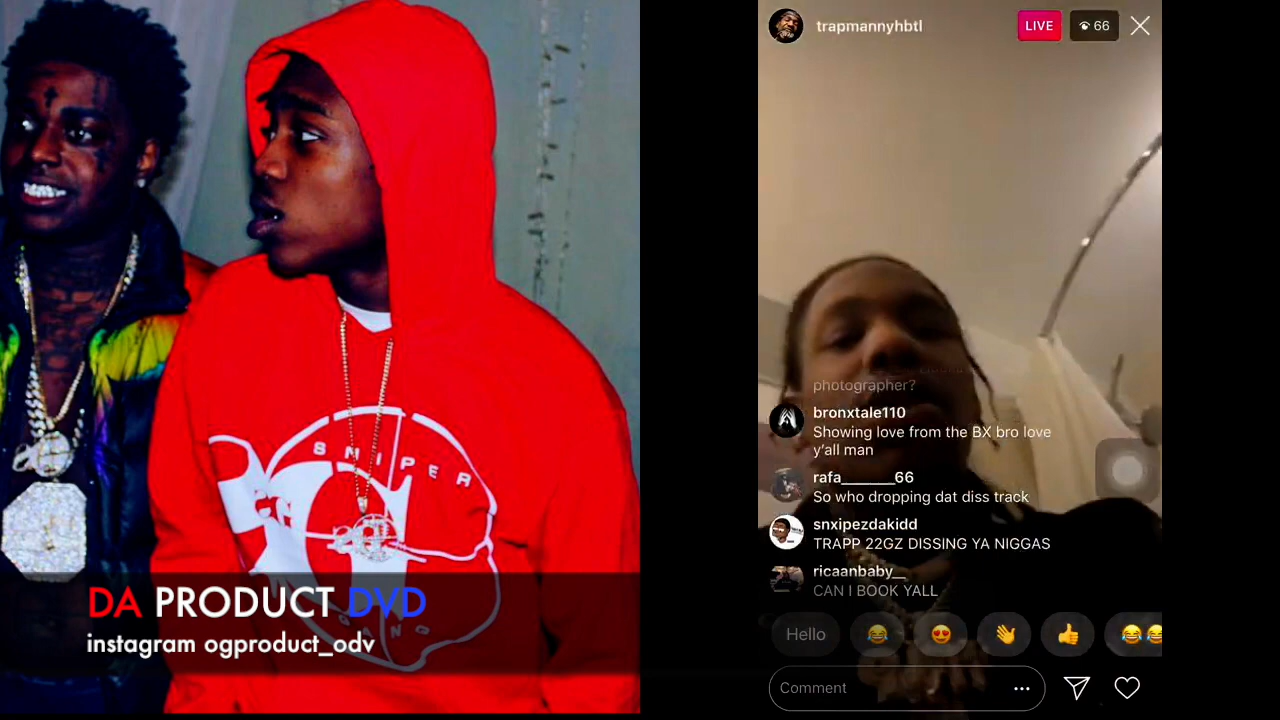 SNIPER
GANG
DA PRODUCT DVD
instagram ogproduct_odv
trapmannyhbtl
LIVE
66
photographer?
bronxtale110
Showing love from the BX bro love
y'all man
rafa________66
So who dropping dat diss track
snxipezdakidd
TRAPP 22GZ DISSING YA NIGGAS
ricaanbaby__
CAN I BOOK YALL
Hello
Comment